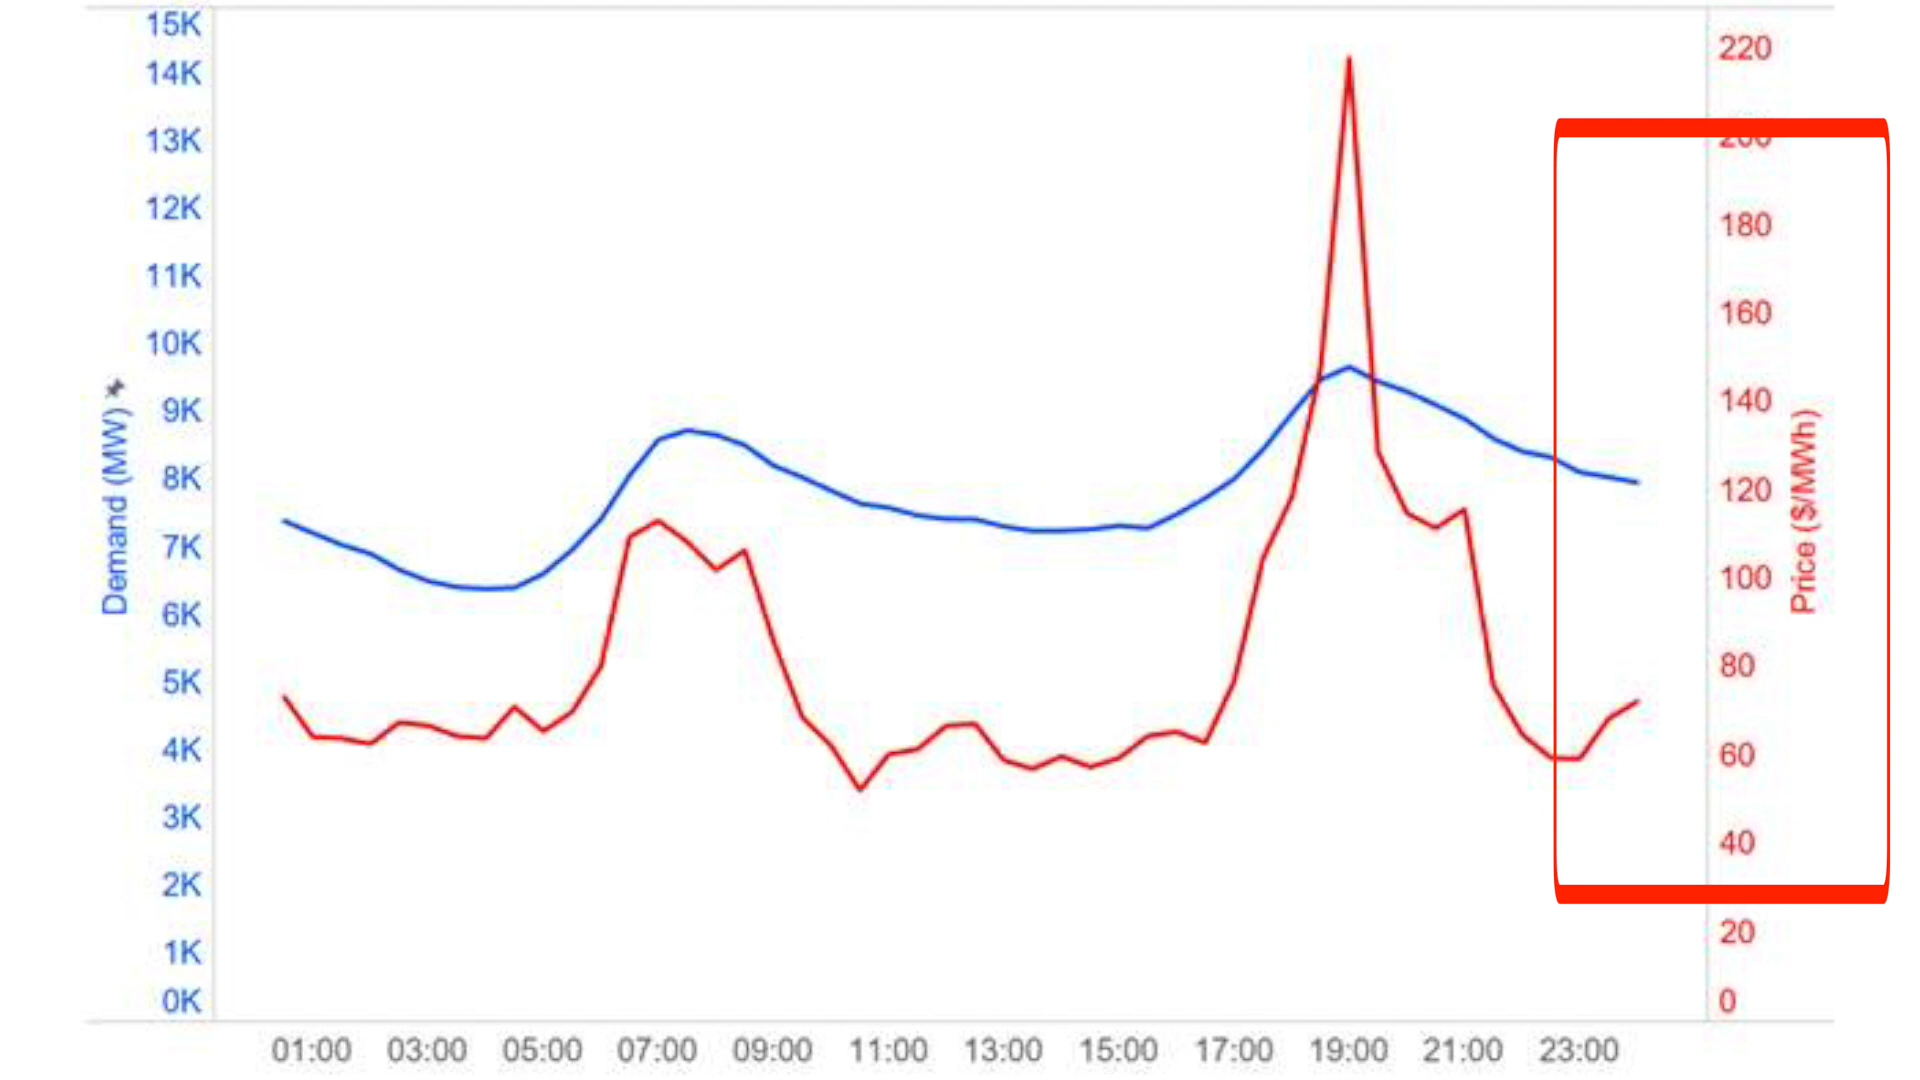 15K
14K
13K
12K
11K
10K
9K
8K
7K
6K
5K
4K
3K
2K
1K
0K
Demand (MW)
220
200
180
160
140
120
100
80
60
40
20
0
Price ($/MWh)
01:00 03:00 05:00 07:00 09:00 11:00 13:00 15:00 17:00 19:00 21:00 23:00